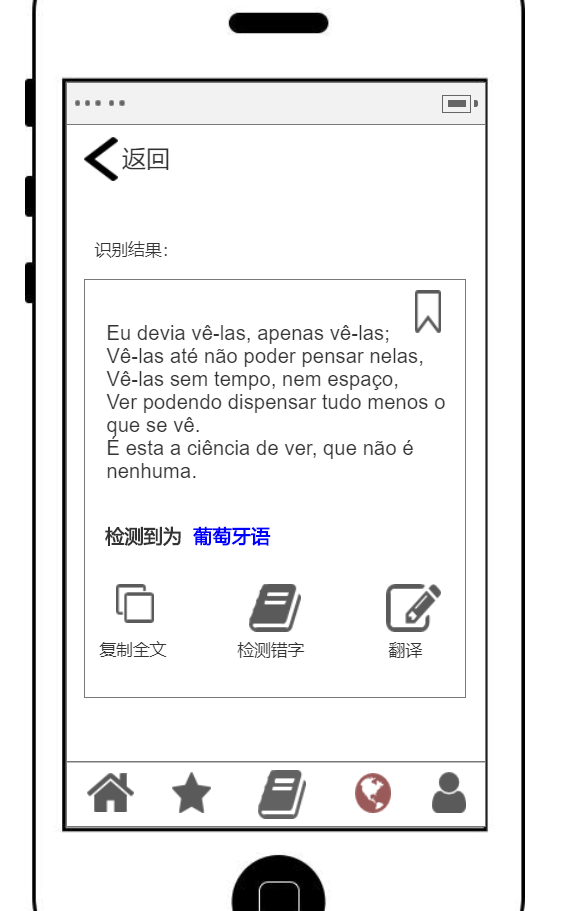 返回
识别结果：
Eu devia vê-las, apenas vê-las;
Vê-las até não poder pensar nelas,
Vê-las sem tempo, nem espaço,
Ver podendo dispensar tudo menos o
que se vê.
É esta a ciência de ver, que não é
nenhuma.
检测到为 葡萄牙语
复制全文 检测错字 翻译